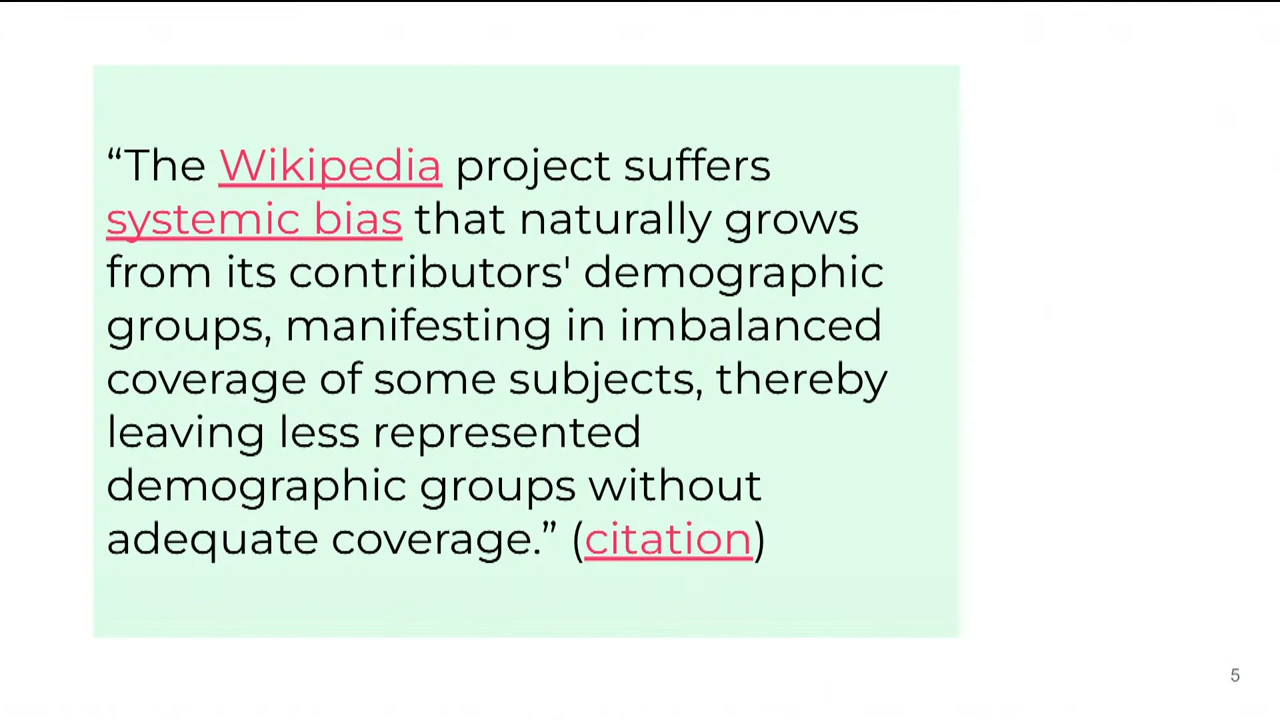 “The Wikipedia project suffers
systemic bias that naturally grows
from its contributors' demographic
groups, manifesting in imbalanced
coverage of some subjects, thereby
leaving less represented
demographic groups without
adequate coverage.” (citation)
5